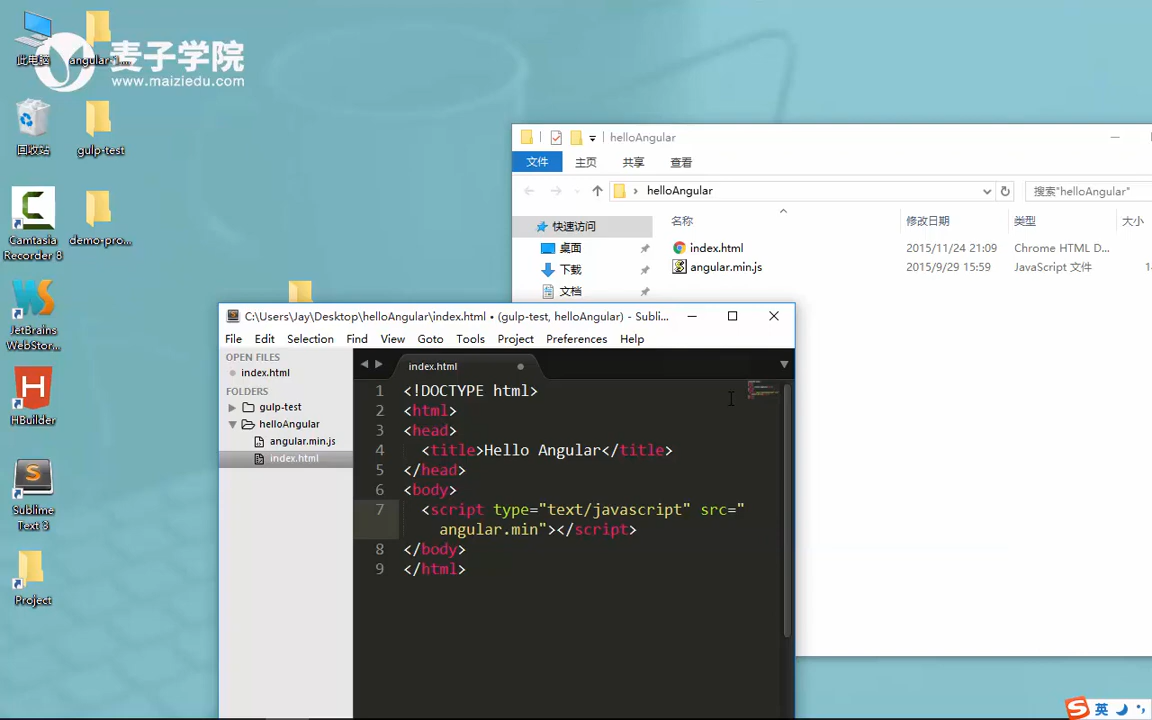 此电脑
angular-1....
麦子学院
www.maiziedu.com
回收站
gulp-test
Camtasia
Recorder 8
demo-pro...
JetBrains
WebStor...
HBuilder
Sublime
Text 3
Project
helloAngular
文件 主页 共享 查看
helloAngular
搜索"helloAngular"
快速访问
桌面
下载
文档
名称 修改日期 类型 大小
index.html 2015/11/24 21:09 Chrome HTML D...
angular.min.js 2015/9/29 15:59 JavaScript 文件
C:\Users\Jay\Desktop\helloAngular\index.html • (gulp-test, helloAngular) - Subli...
File Edit Selection Find View Goto Tools Project Preferences Help
OPEN FILES
index.html
FOLDERS
gulp-test
helloAngular
angular.min.js
index.html
index.html
1 <!DOCTYPE html>
2 <html>
3 <head>
4 <title>Hello Angular</title>
5 </head>
6 <body>
7 <script type="text/javascript" src="
angular.min"></script>
8 </body>
9 </html>
英